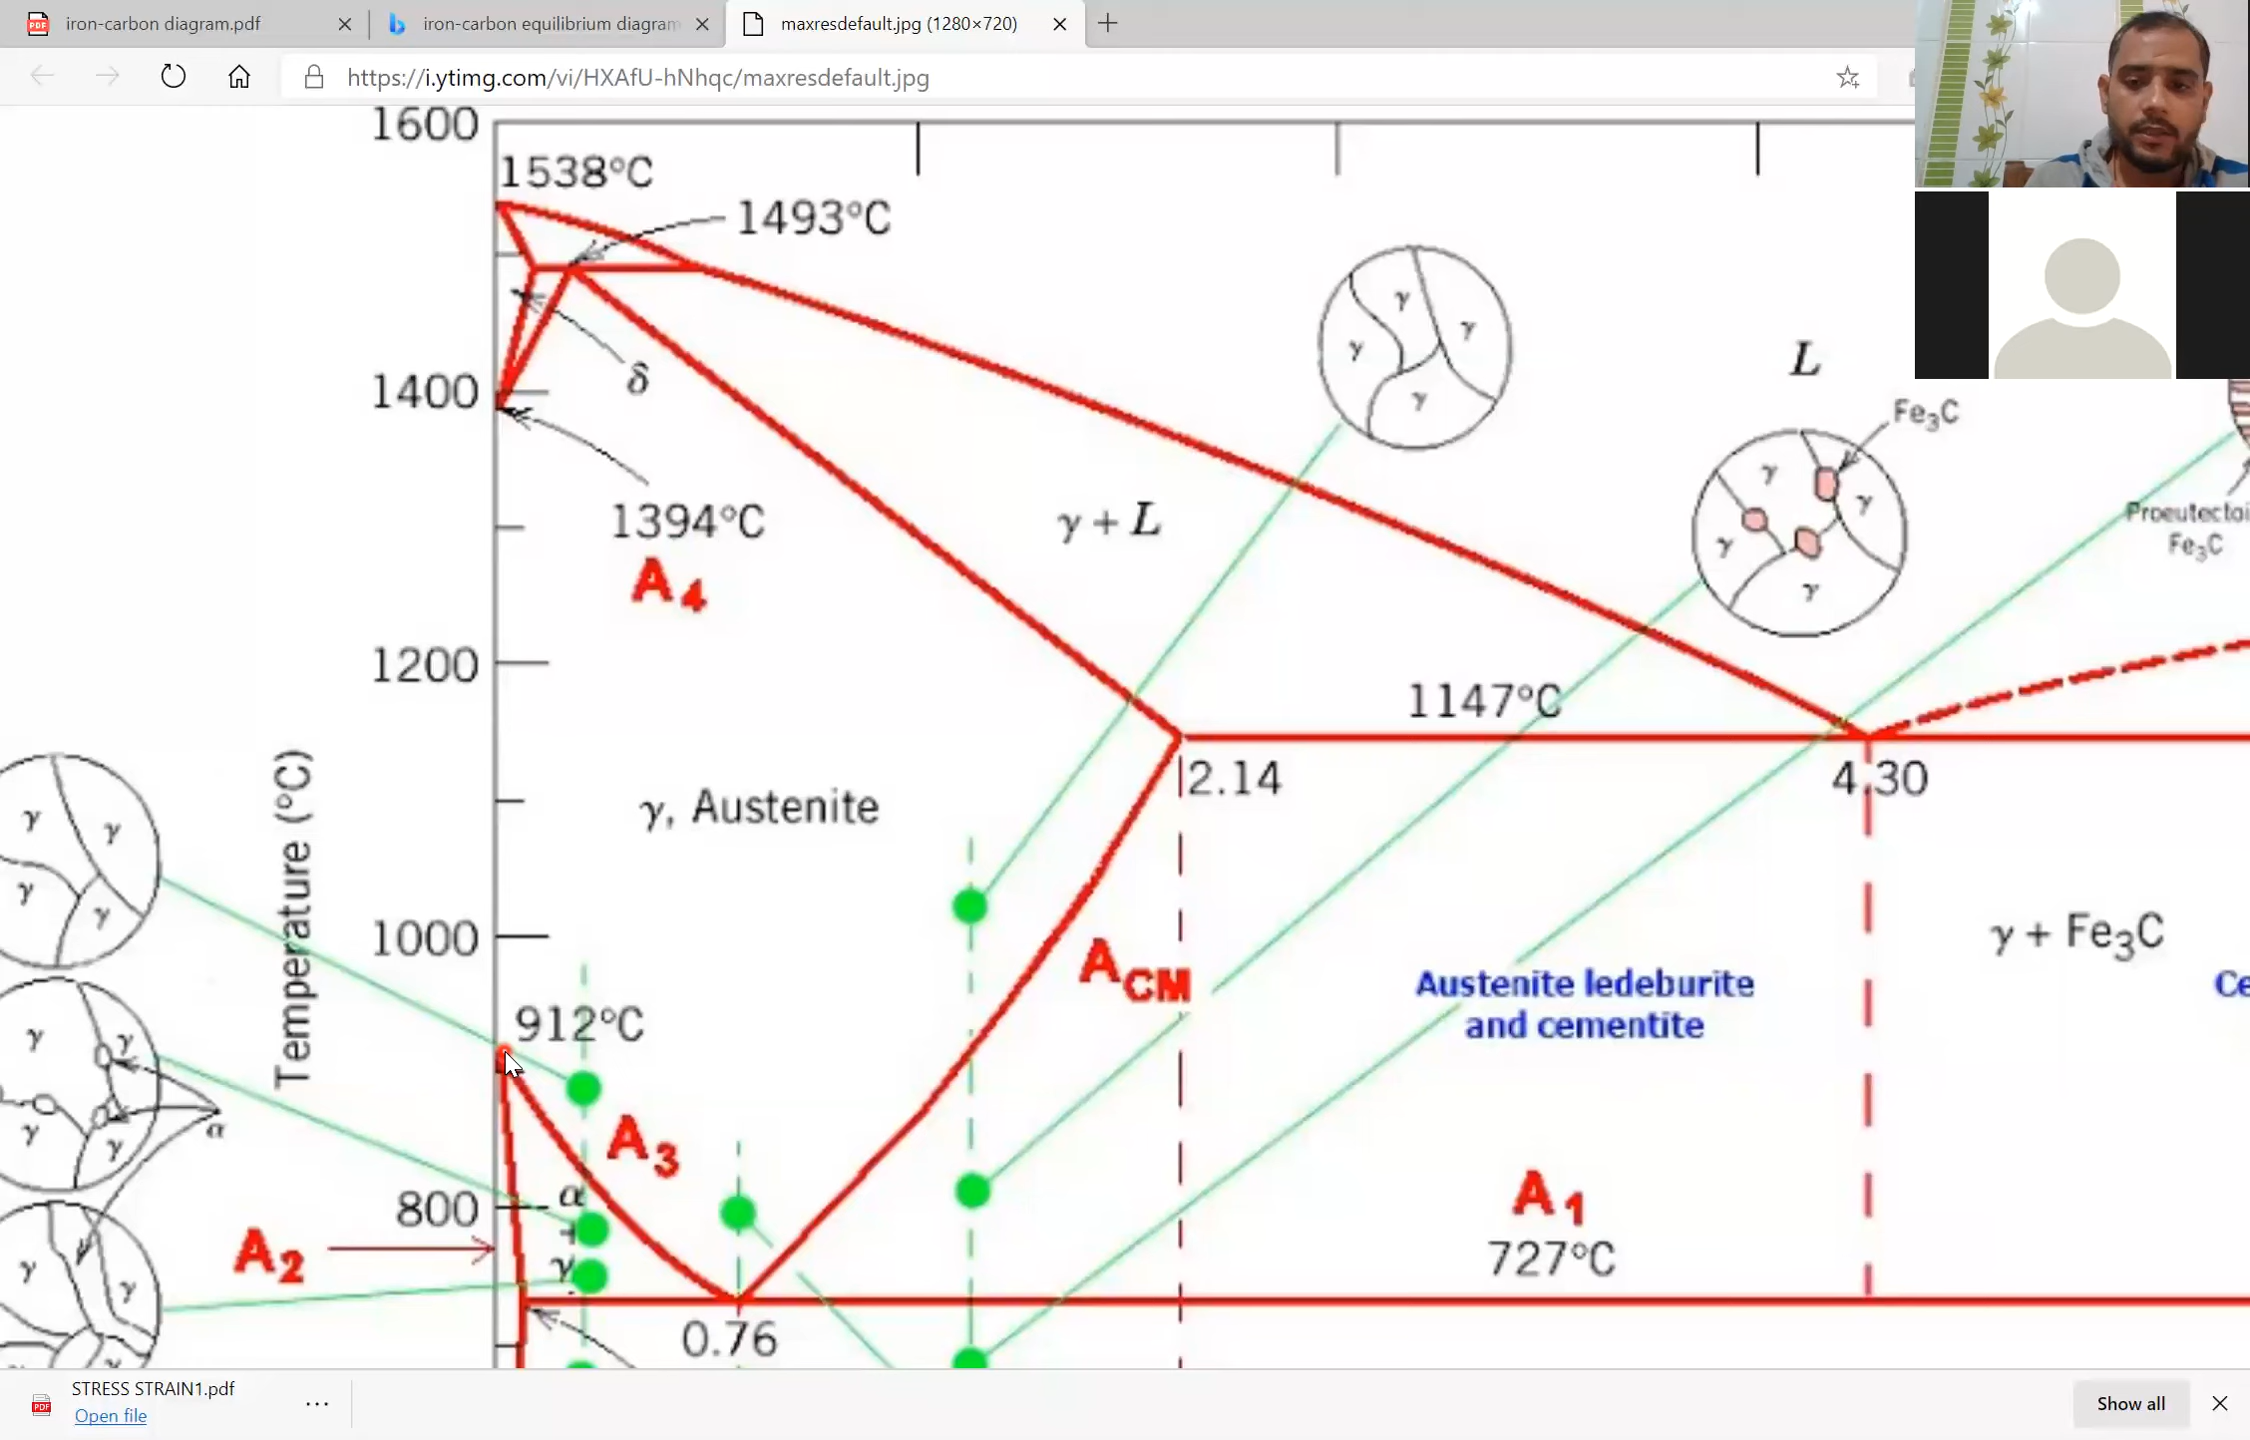 iron-carbon diagram.pdf
iron-carbon equilibrium diagram
maxresdefault.jpg (1280×720)
https://i.ytimg.com/vi/HXAfU-hNhqc/maxresdefault.jpg
1600
1538°C
1493°C
γ
γ
γ
γ
L
δ
1400
Fe₃C
γ
γ
γ
γ
1394°C
A₄
γ + L
Proeutectoi
Fe₃C
1200
1147°C
2.14
4.30
Temperature (°C)
γ, Austenite
γ
γ
γ
γ
1000
A_CM
Austenite ledeburite
and cementite
γ + Fe₃C
Ce
912°C
γ
γ
γ
γ
α
A₃
α
+
γ
800
A₂
A₁
727°C
γ
γ
0.76
STRESS STRAIN1.pdf
Open file
Show all